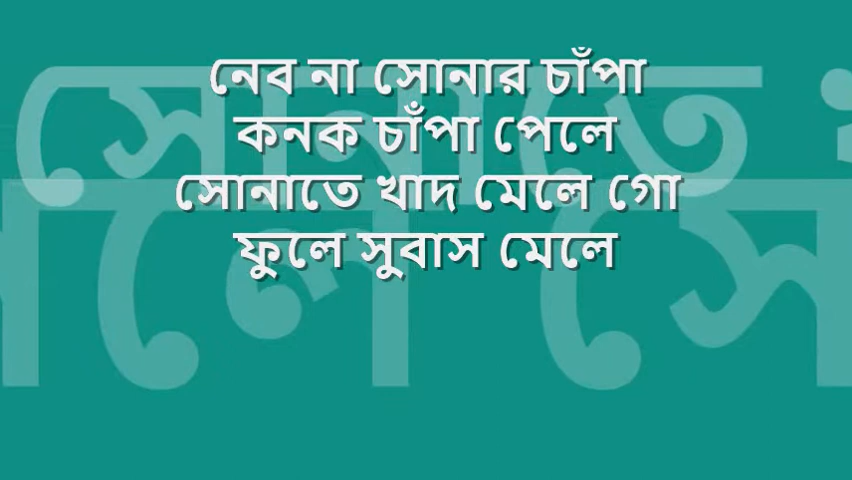 নেব না সোনার চাঁপা
কনক চাঁপা পেলে
সোনাতে খাদ মেলে গো
ফুলে সুবাস মেলে